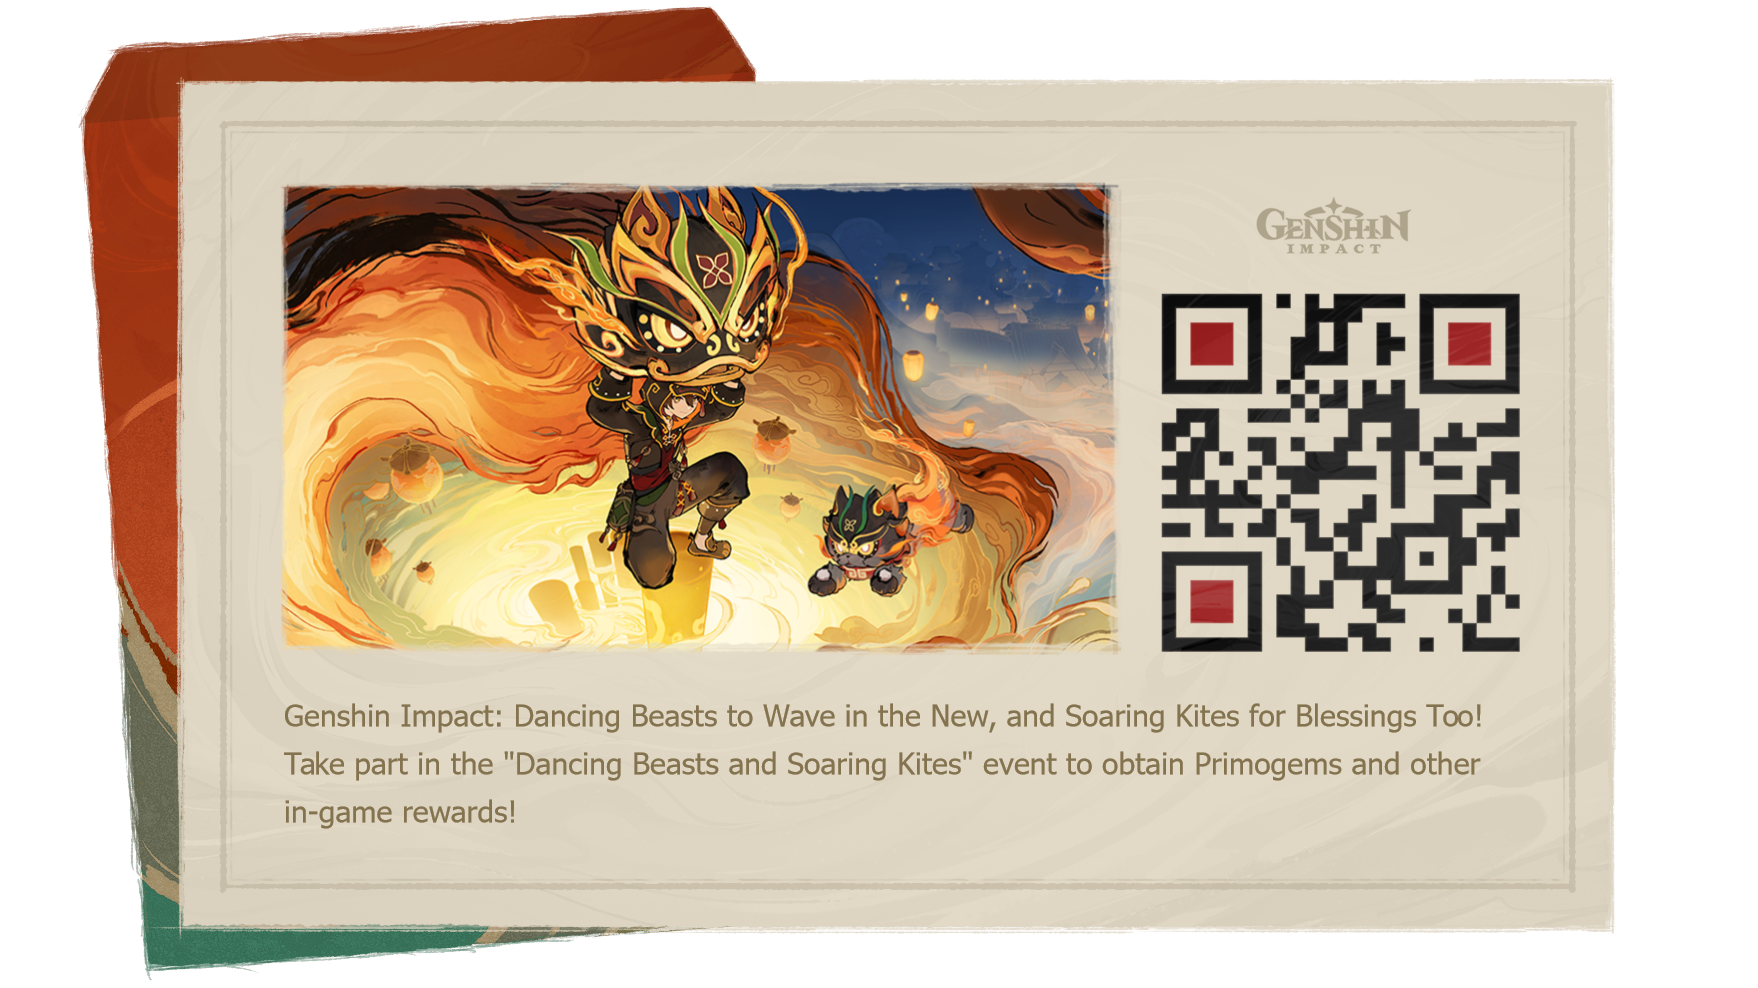 GENSHIN
IMPACT
Genshin Impact: Dancing Beasts to Wave in the New, and Soaring Kites for Blessings Too!
Take part in the "Dancing Beasts and Soaring Kites" event to obtain Primogems and other
in-game rewards!